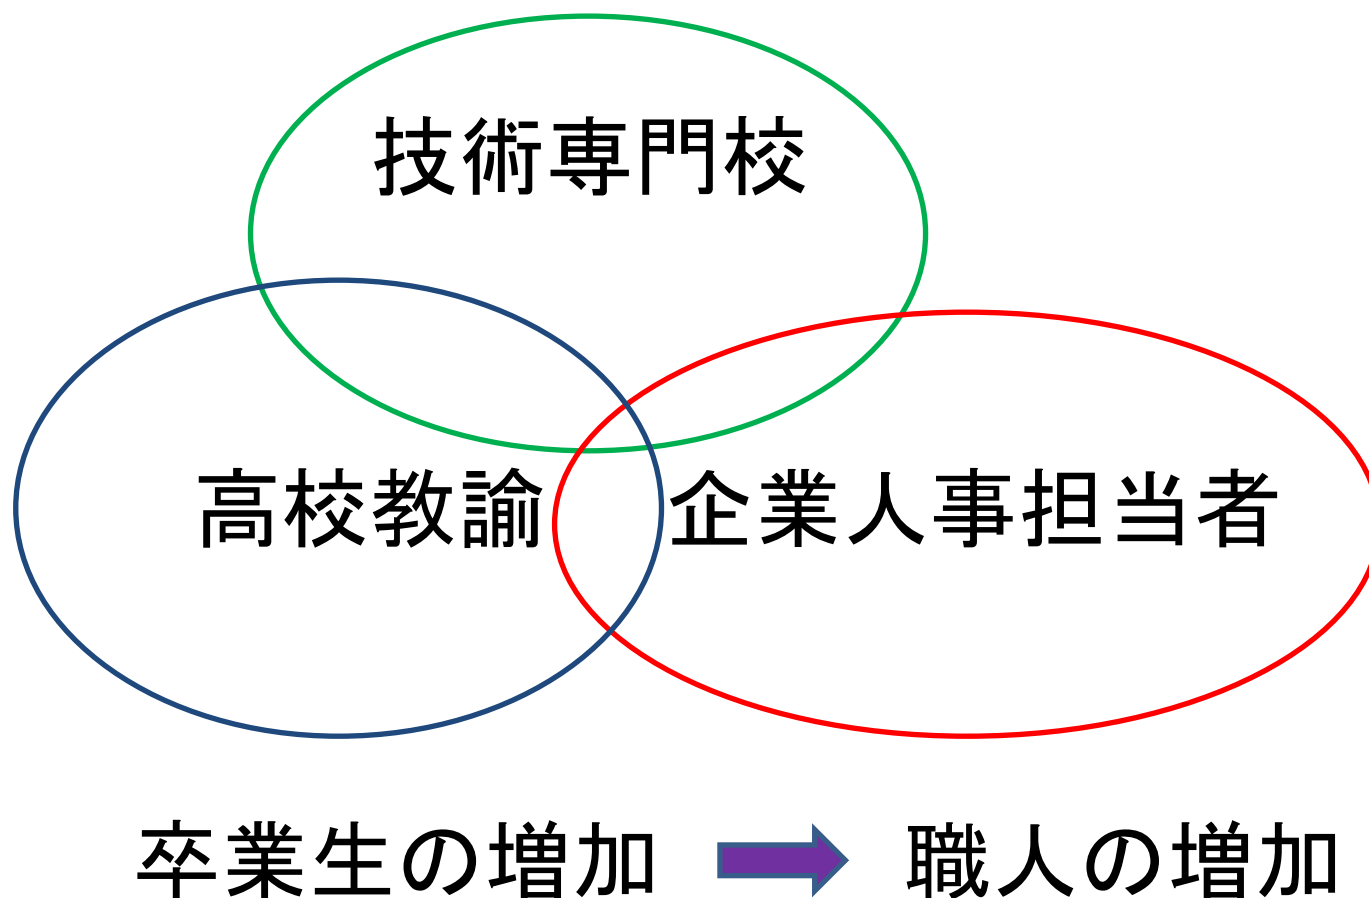 技術専門校
高校教諭 企業人事担当者
卒業生の増加 職人の増加